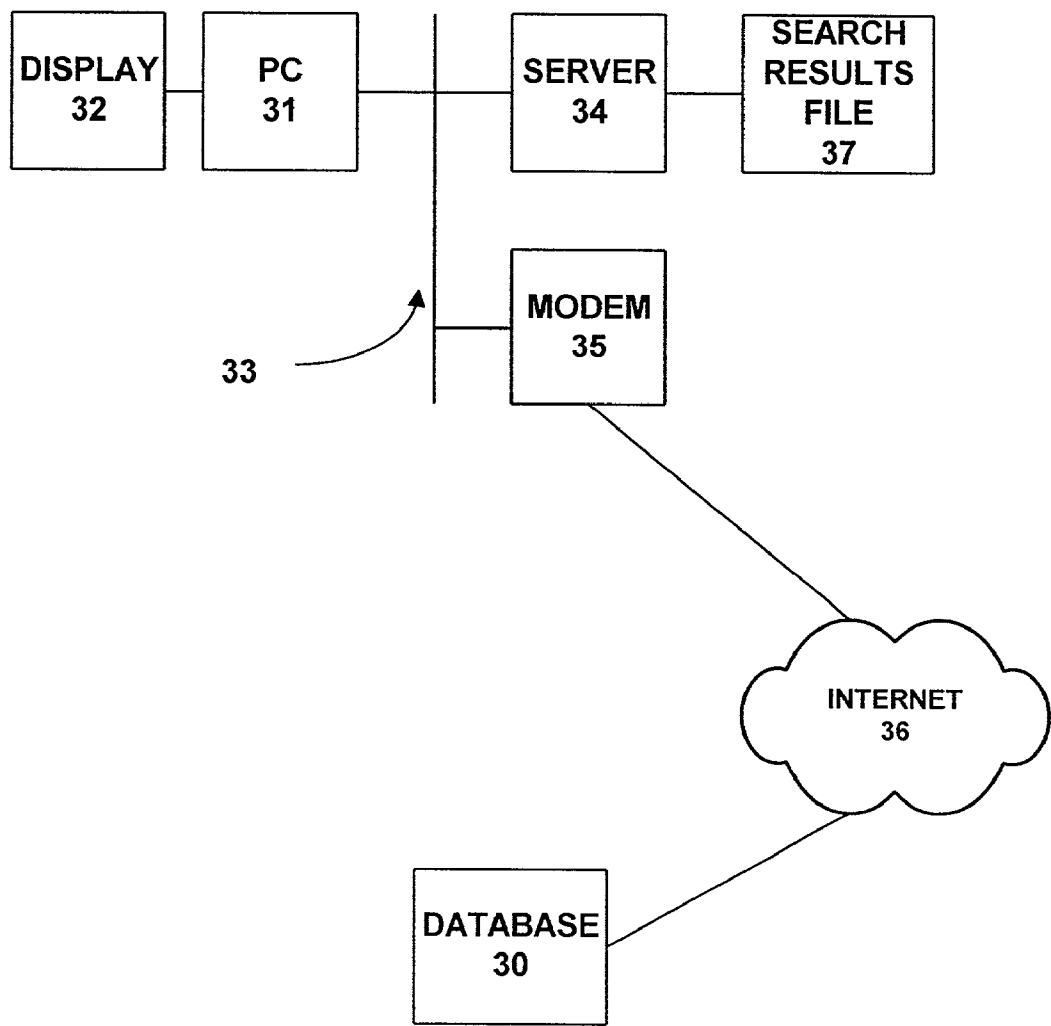 DISPLAY
32
PC
31
SERVER
34
SEARCH
RESULTS
FILE
37
MODEM
35
33
INTERNET
36
DATABASE
30